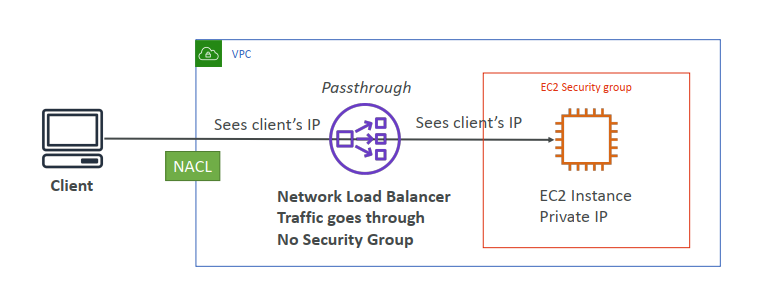 VPC
Passthrough
EC2 Security group
Sees client's IP
Sees client's IP
NACL
Client
Network Load Balancer
Traffic goes through
No Security Group
EC2 Instance
Private IP